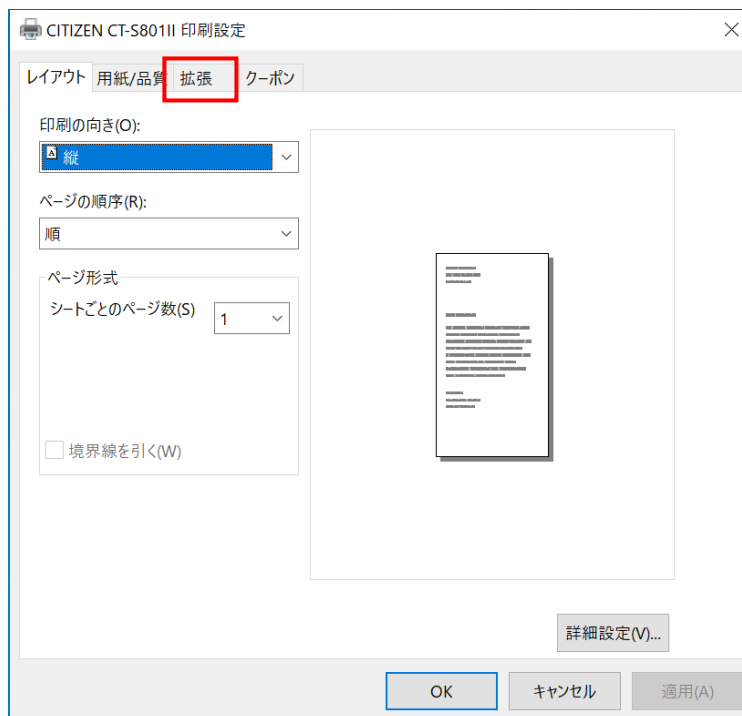 CITIZEN CT-S801II 印刷設定
レイアウト 用紙/品質 拡張 クーポン
印刷の向き(O):
縦
ページの順序(R):
順
ページ形式
シートごとのページ数(S) 1
境界線を引く(W)
詳細設定(V)...
OK キャンセル 適用(A)